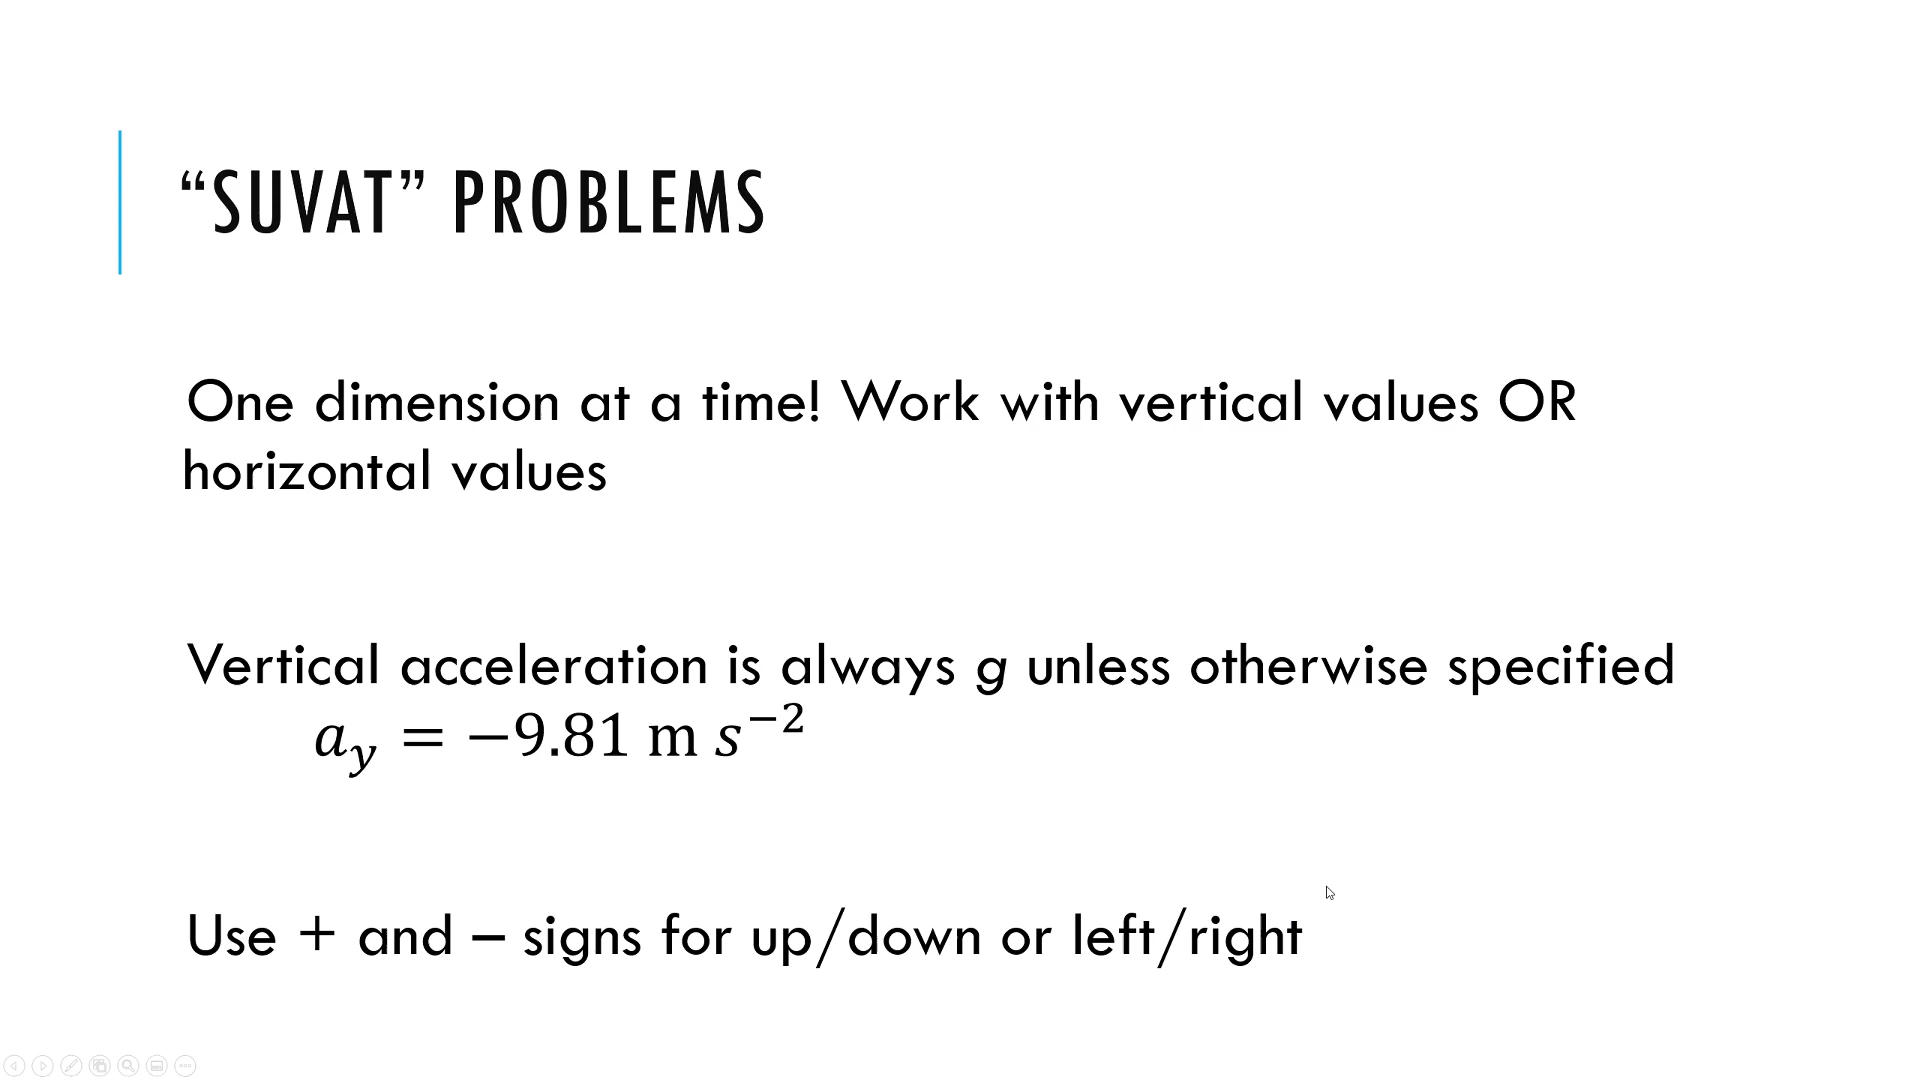 “SUVAT” PROBLEMS
One dimension at a time! Work with vertical values OR
horizontal values
Vertical acceleration is always g unless otherwise specified
a_y = −9.81 m s⁻²
Use + and – signs for up/down or left/right